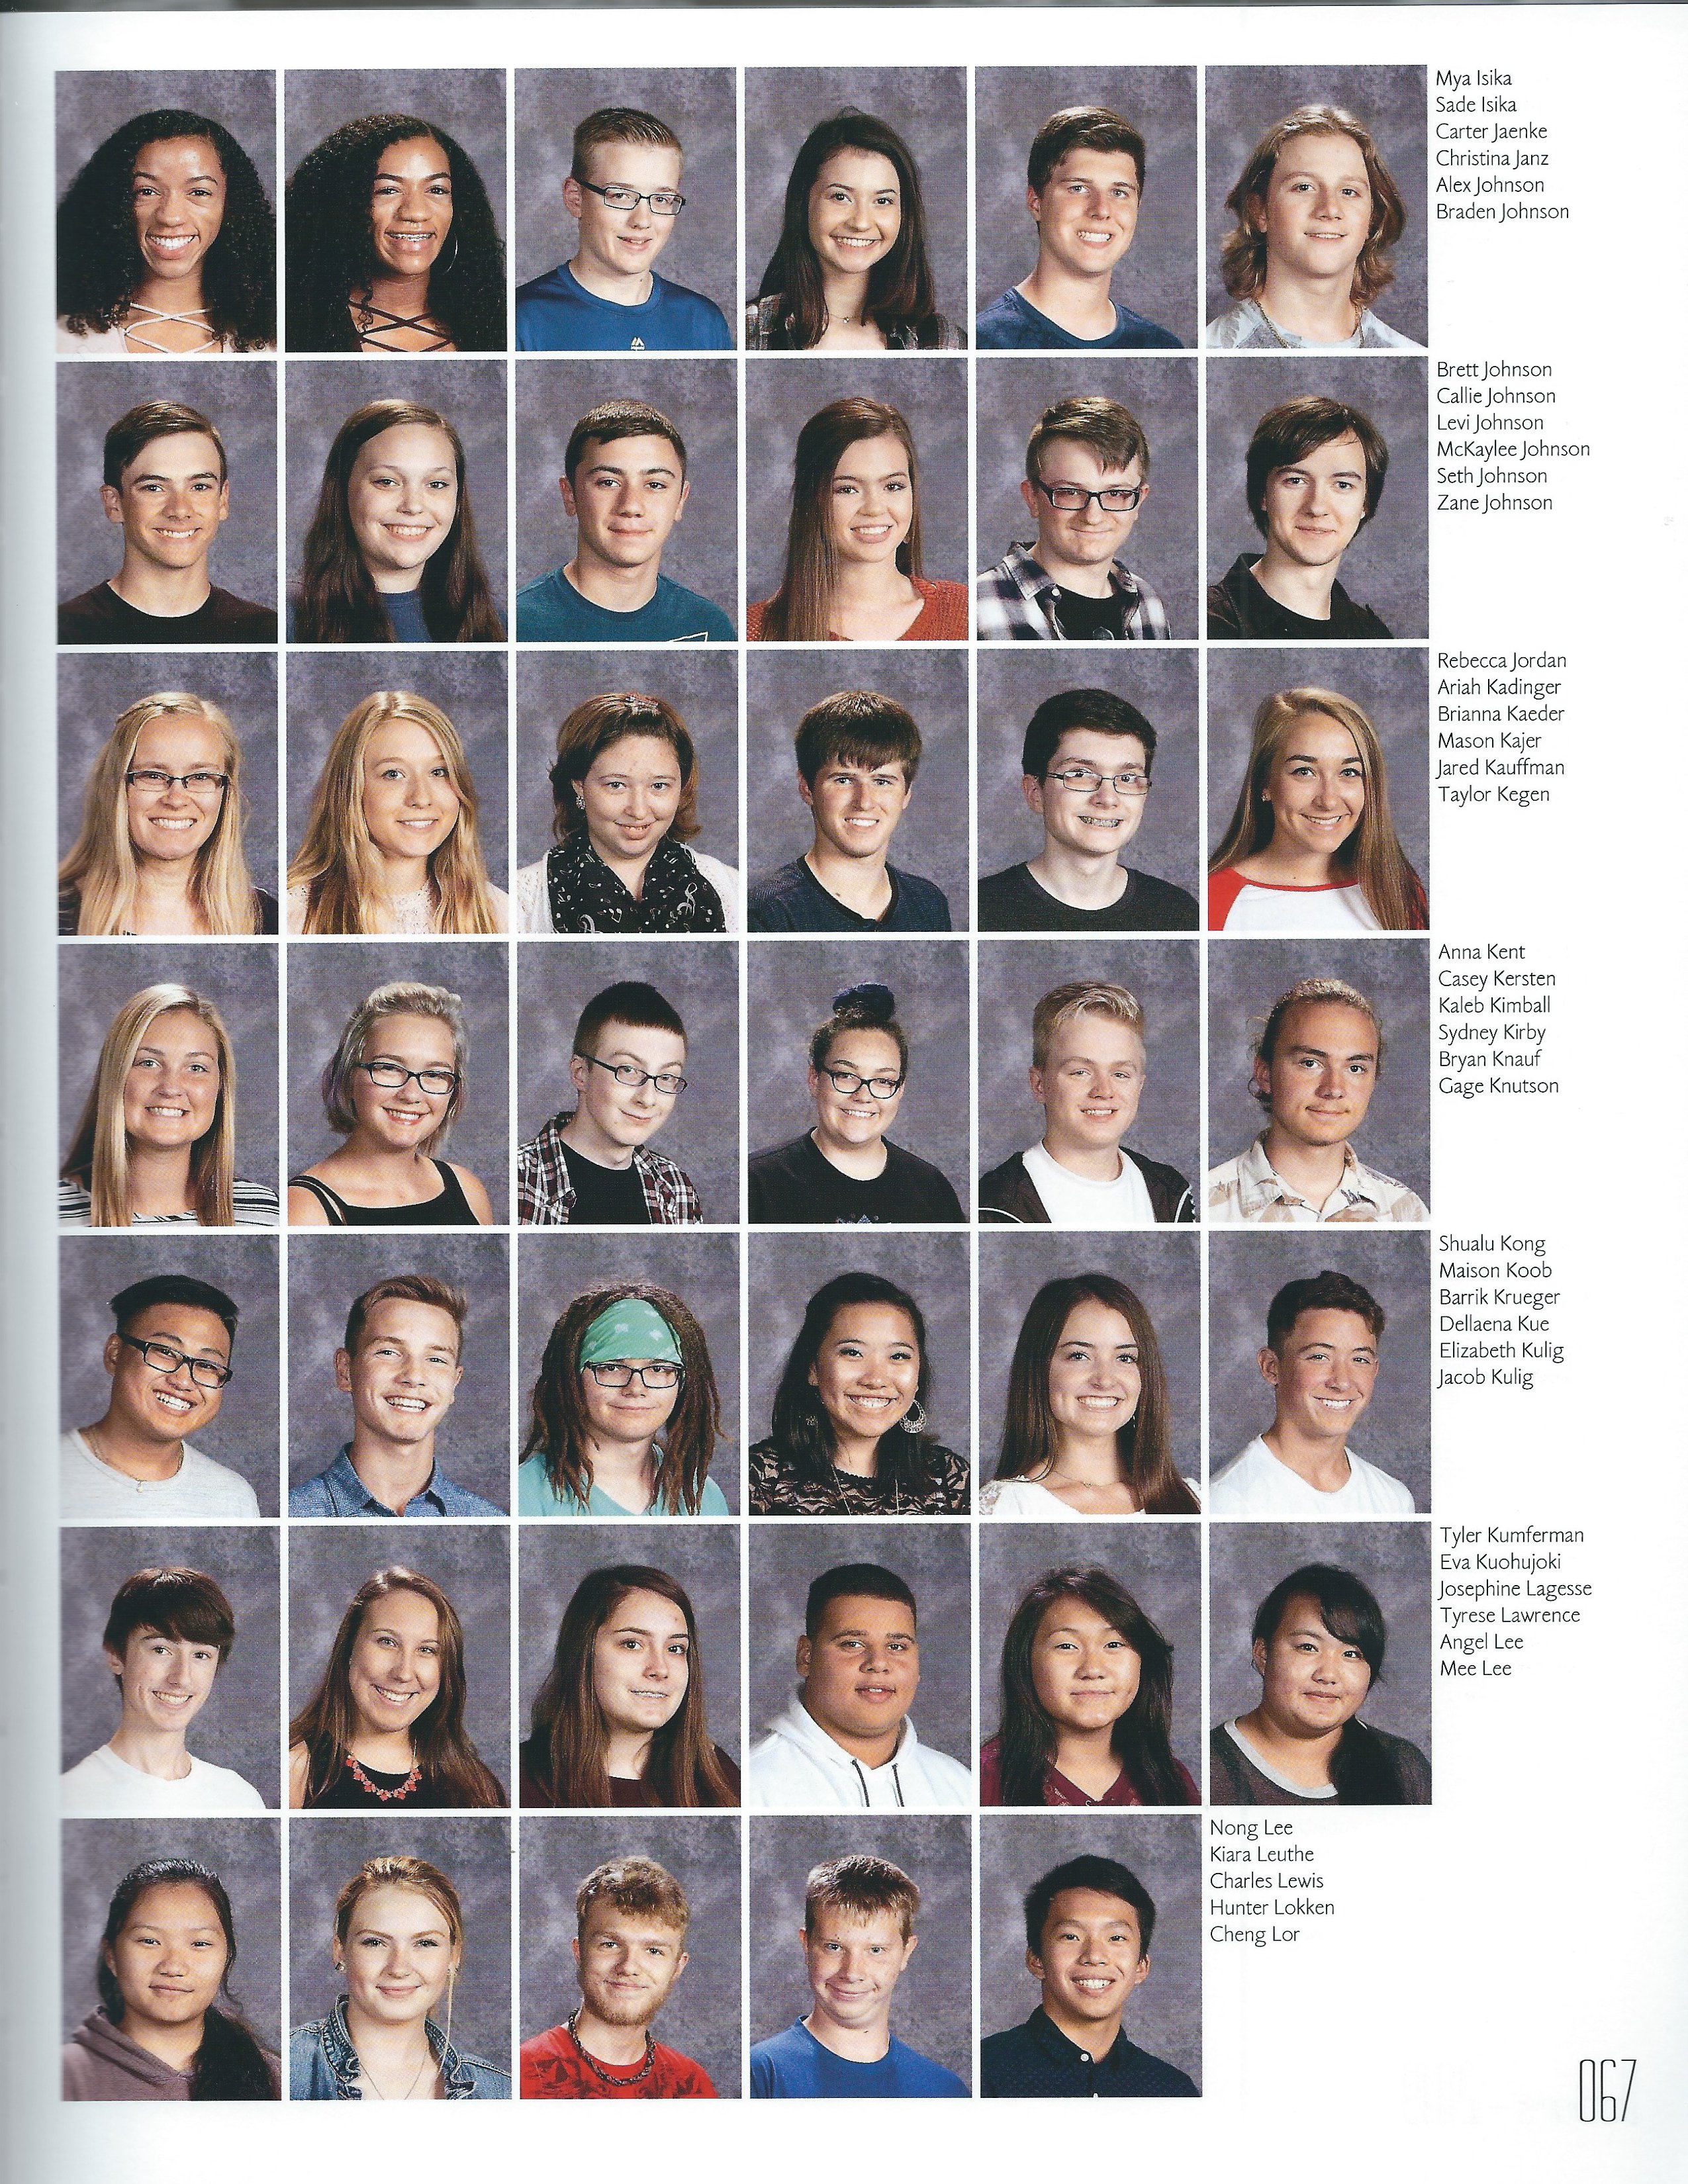 Mya Isika
Sade Isika
Carter Jaenke
Christina Janz
Alex Johnson
Braden Johnson
Brett Johnson
Callie Johnson
Levi Johnson
McKaylee Johnson
Seth Johnson
Zane Johnson
Rebecca Jordan
Ariah Kadinger
Brianna Kaeder
Mason Kajer
Jared Kauffman
Taylor Kegen
Anna Kent
Casey Kersten
Kaleb Kimball
Sydney Kirby
Bryan Knauf
Gage Knutson
Shualu Kong
Maison Koob
Barrik Krueger
Dellaena Kue
Elizabeth Kulig
Jacob Kulig
Tyler Kumferman
Eva Kuohujoki
Josephine Lagesse
Tyrese Lawrence
Angel Lee
Mee Lee
Nong Lee
Kiara Leuthe
Charles Lewis
Hunter Lokken
Cheng Lor
067